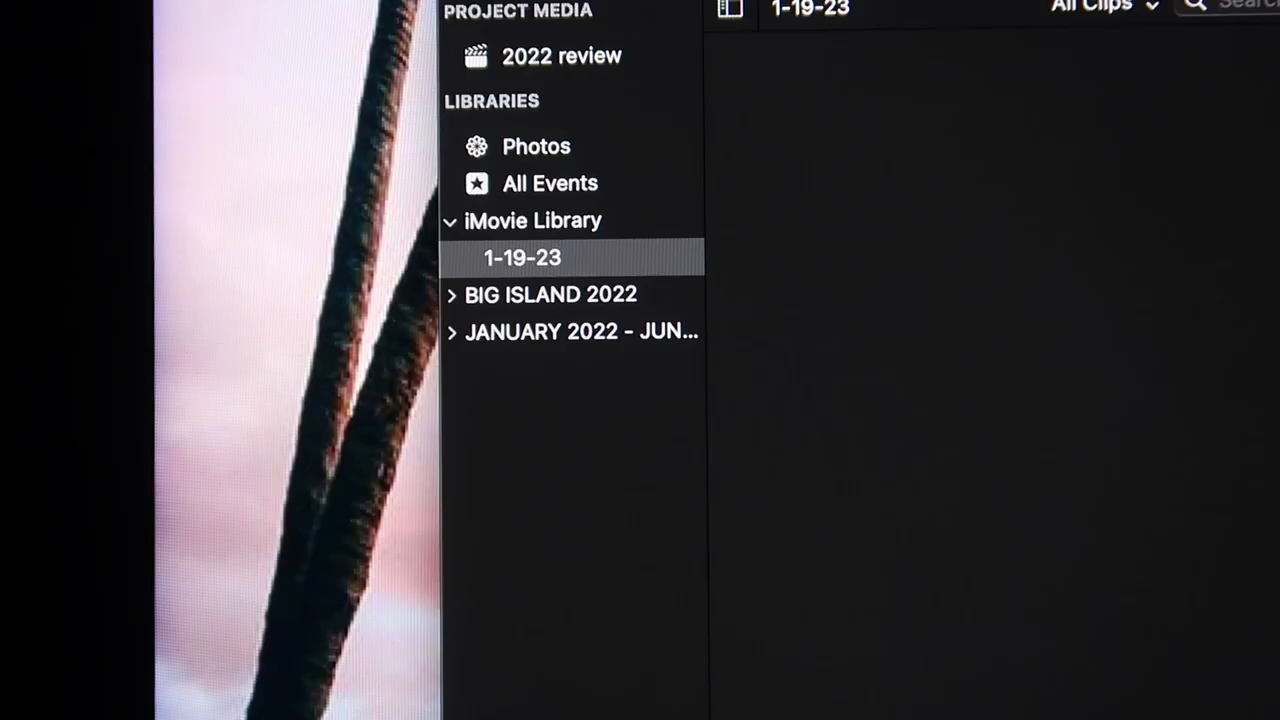 PROJECT MEDIA
2022 review
LIBRARIES
Photos
All Events
iMovie Library
1-19-23
BIG ISLAND 2022
JANUARY 2022 - JUN...
1-19-23
All Clips
Search